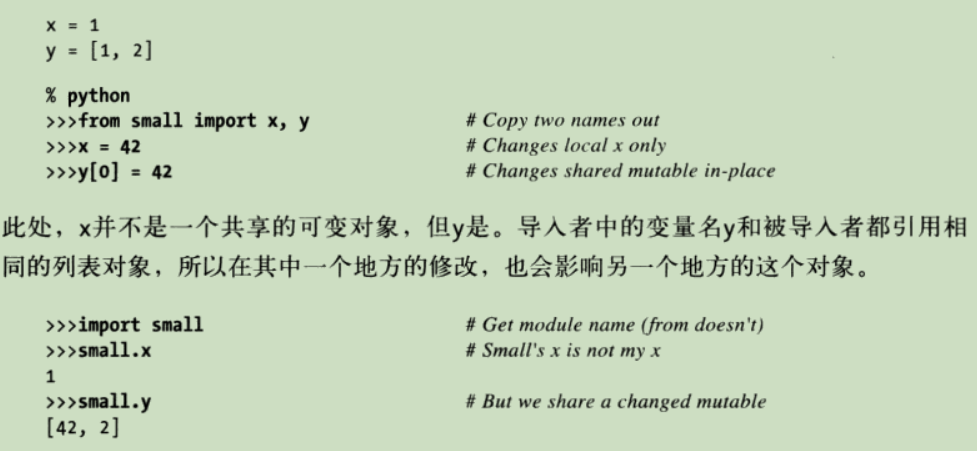 x = 1
y = [1, 2]
% python
>>>from small import x, y # Copy two names out
>>>x = 42 # Changes local x only
>>>y[0] = 42 # Changes shared mutable in-place
此处，x并不是一个共享的可变对象，但y是。导入者中的变量名y和被导入者都引用相
同的列表对象，所以在其中一个地方的修改，也会影响另一个地方的这个对象。
>>>import small # Get module name (from doesn't)
>>>small.x # Small's x is not my x
1
>>>small.y # But we share a changed mutable
[42, 2]